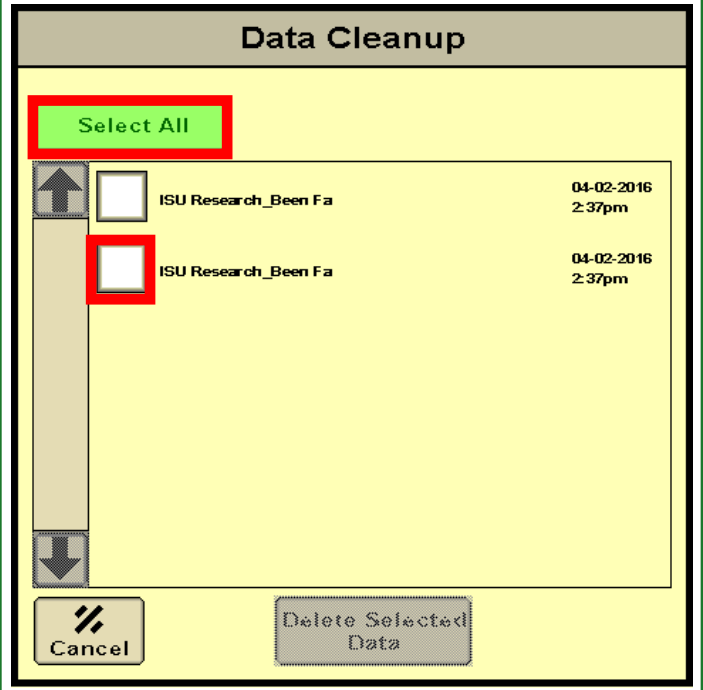 Data Cleanup
Select All
ISU Research_Been Fa 04-02-2016
2:37pm
ISU Research_Been Fa 04-02-2016
2:37pm
Cancel
Delete Selected
Data